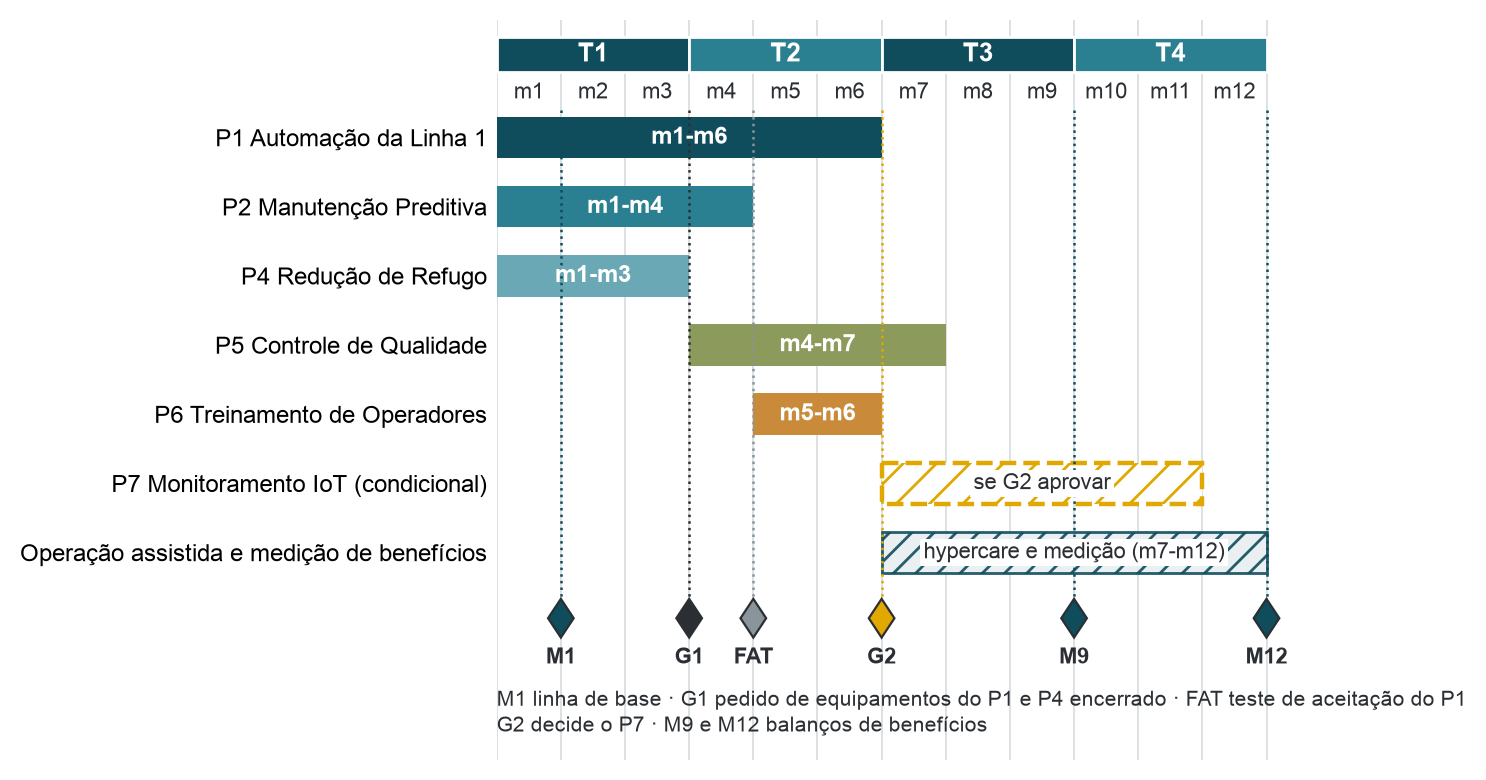 T1 T2 T3 T4
m1 m2 m3 m4 m5 m6 m7 m8 m9 m10 m11 m12
P1 Automação da Linha 1 m1-m6
P2 Manutenção Preditiva m1-m4
P4 Redução de Refugo m1-m3
P5 Controle de Qualidade m4-m7
P6 Treinamento de Operadores m5-m6
P7 Monitoramento IoT (condicional) se G2 aprovar
Operação assistida e medição de benefícios hypercare e medição (m7-m12)
M1 G1 FAT G2 M9 M12
M1 linha de base · G1 pedido de equipamentos do P1 e P4 encerrado · FAT teste de aceitação do P1
G2 decide o P7 · M9 e M12 balanços de benefícios